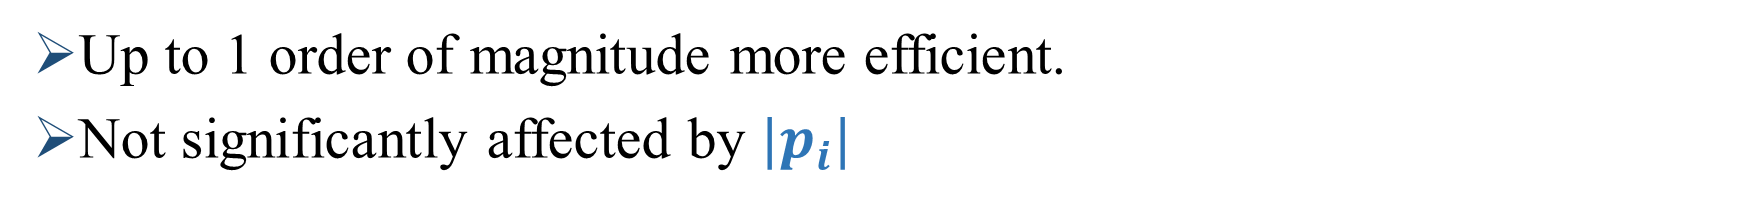 ➢Up to 1 order of magnitude more efficient.
➢Not significantly affected by |pᵢ|